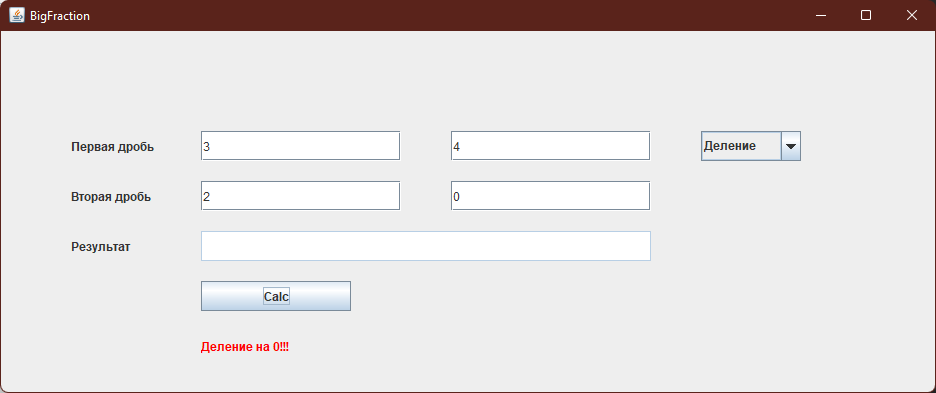 BigFraction
Первая дробь 3 4 Деление
Вторая дробь 2 0
Результат
Calc
Деление на 0!!!